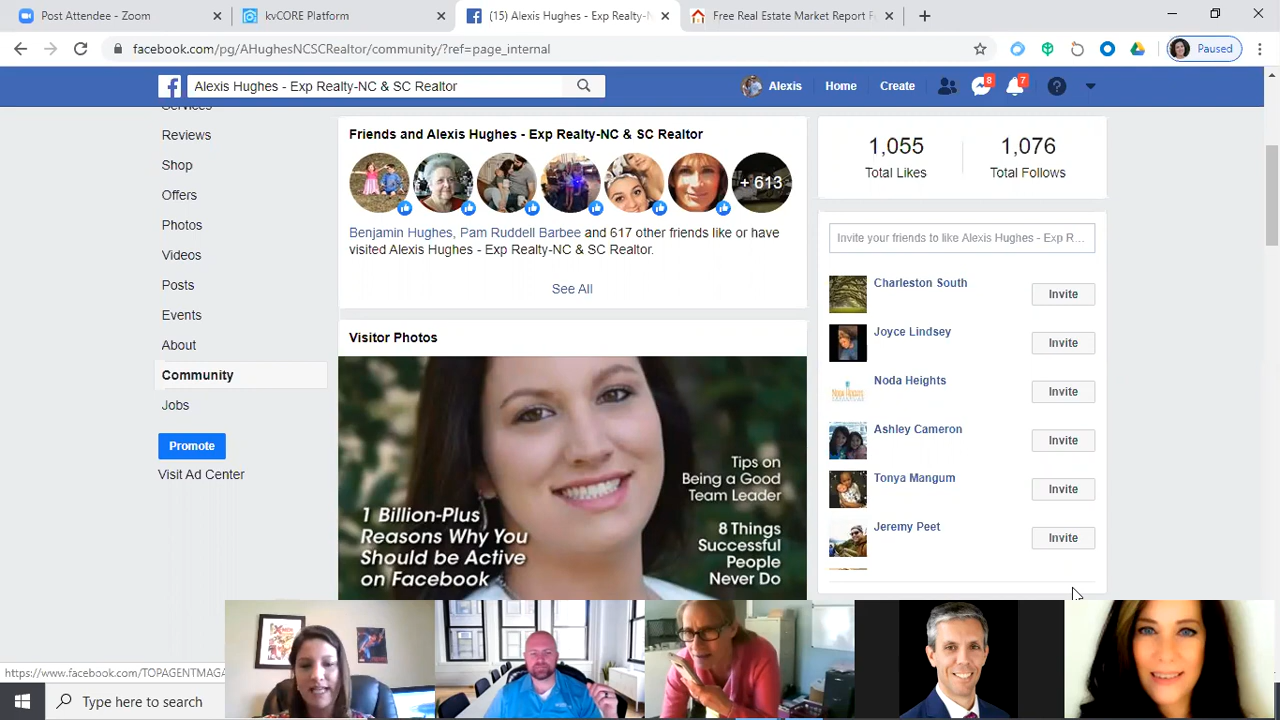 Post Attendee - Zoom
kvCORE Platform
(15) Alexis Hughes - Exp Realty-N
Free Real Estate Market Report F
facebook.com/pg/AHughesNCSCRealtor/community/?ref=page_internal
Paused
Alexis Hughes - Exp Realty-NC & SC Realtor
Alexis
Home
Create
8
7
Services
Reviews
Shop
Offers
Photos
Videos
Posts
Events
About
Community
Jobs
Promote
Visit Ad Center
Friends and Alexis Hughes - Exp Realty-NC & SC Realtor
+ 613
Benjamin Hughes, Pam Ruddell Barbee and 617 other friends like or have
visited Alexis Hughes - Exp Realty-NC & SC Realtor.
See All
Visitor Photos
1 Billion-Plus
Reasons Why You
Should be Active
on Facebook
Tips on
Being a Good
Team Leader
8 Things
Successful
People
Never Do
1,055
Total Likes
1,076
Total Follows
Invite your friends to like Alexis Hughes - Exp R...
Charleston South
Invite
Joyce Lindsey
Invite
Noda Heights
Invite
Ashley Cameron
Invite
Tonya Mangum
Invite
Jeremy Peet
Invite
https://www.facebook.com/TOPAGENTMAGA
Type here to search